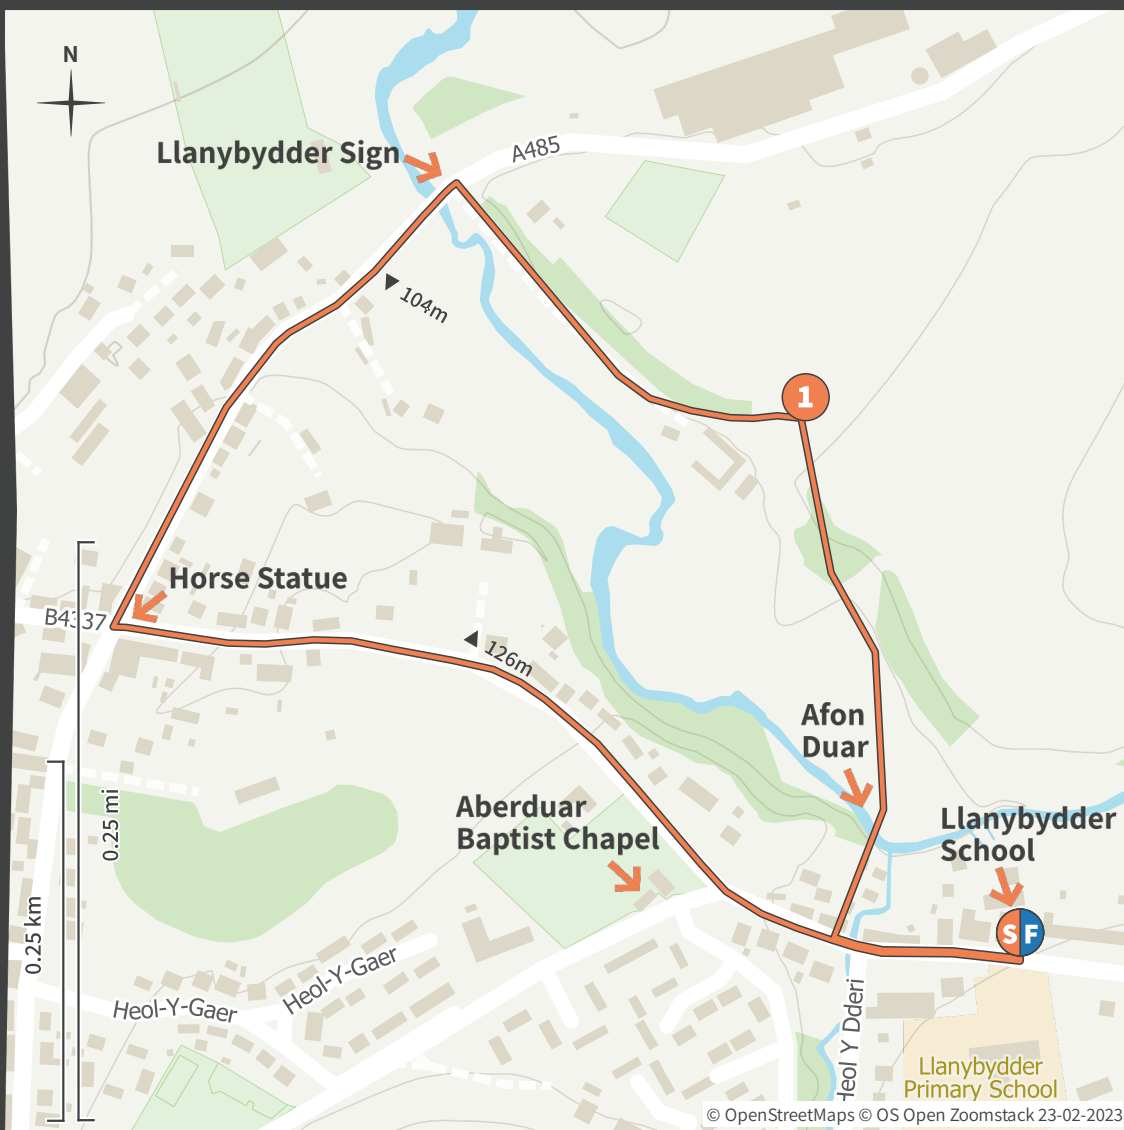 N
Llanybydder Sign
A485
104m
1
Horse Statue
B4337
126m
Afon
Duar
Aberduar
Baptist Chapel
Llanybydder
School
S F
0.25 mi
0.25 km
Heol-Y-Gaer
Heol-Y-Gaer
Heol Y Dderi
Llanybydder
Primary School
© OpenStreetMaps © OS Open Zoomstack 23-02-2023